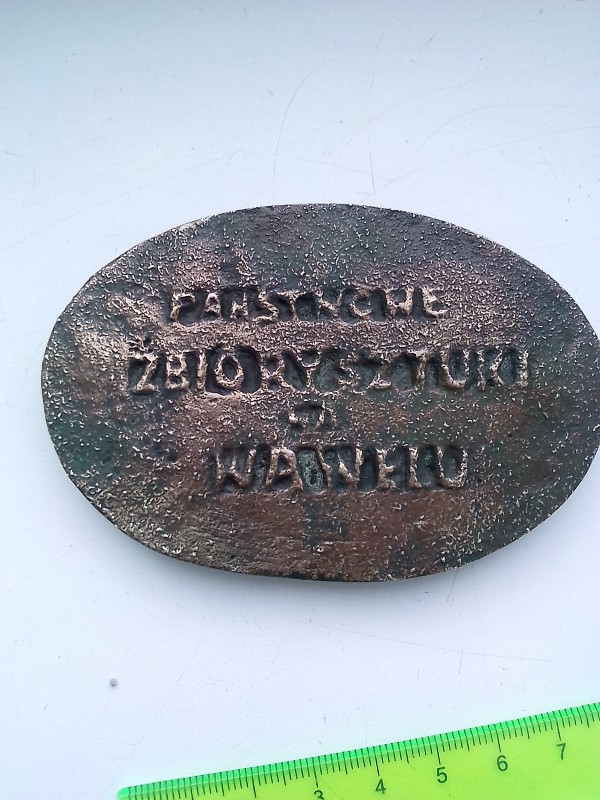 PAŃSTWOWE
ZBIORY SZTUKI
NA
WAWELU
3 4 5 6 7